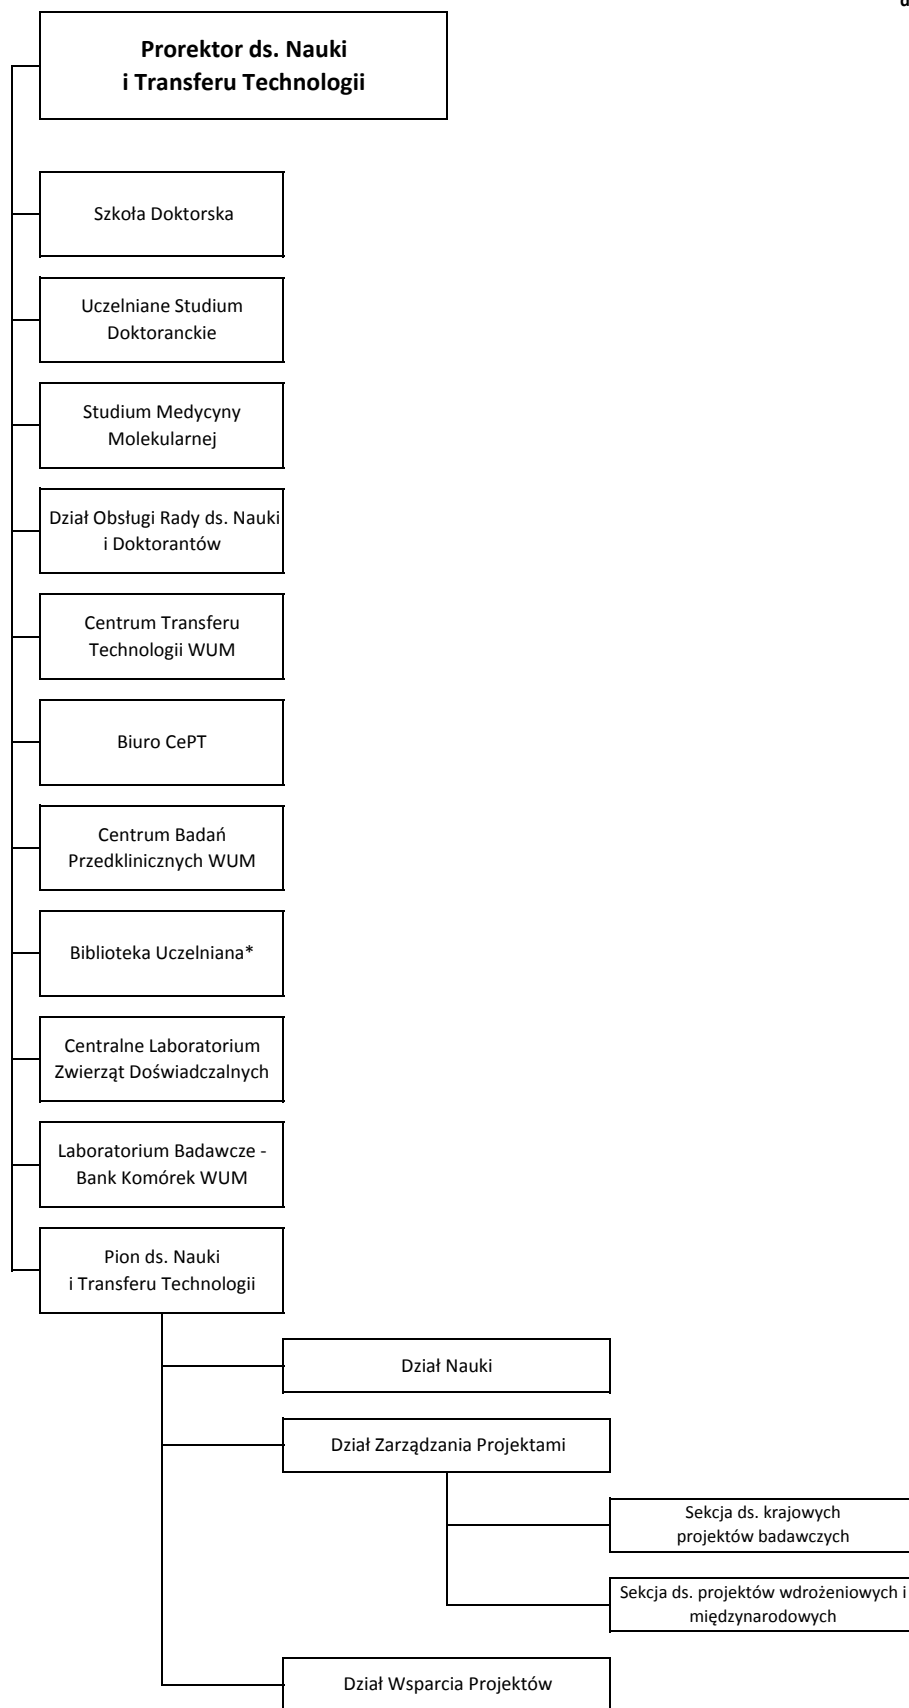 Prorektor ds. Nauki
i Transferu Technologii
Szkoła Doktorska
Uczelniane Studium
Doktoranckie
Studium Medycyny
Molekularnej
Dział Obsługi Rady ds. Nauki
i Doktorantów
Centrum Transferu
Technologii WUM
Biuro CePT
Centrum Badań
Przedklinicznych WUM
Biblioteka Uczelniana*
Centralne Laboratorium
Zwierząt Doświadczalnych
Laboratorium Badawcze -
Bank Komórek WUM
Pion ds. Nauki
i Transferu Technologii
Dział Nauki
Dział Zarządzania Projektami
Sekcja ds. krajowych
projektów badawczych
Sekcja ds. projektów wdrożeniowych i
międzynarodowych
Dział Wsparcia Projektów